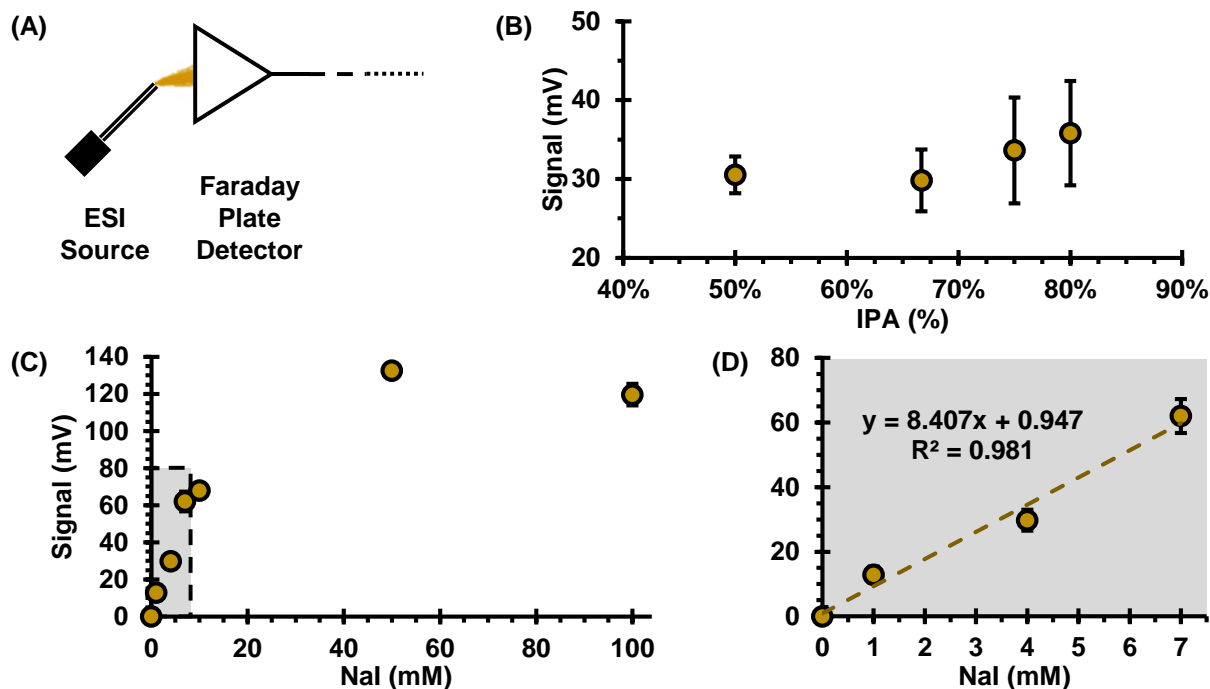 (A)
ESI
Source
Faraday
Plate
Detector
(B)
Signal (mV)
50
40
30
20
40% 50% 60% 70% 80% 90%
IPA (%)
(C)
Signal (mV)
140
120
100
80
60
40
20
0
0 20 40 60 80 100
NaI (mM)
(D)
80
60
40
20
0
y = 8.407x + 0.947
R² = 0.981
0 1 2 3 4 5 6 7
NaI (mM)